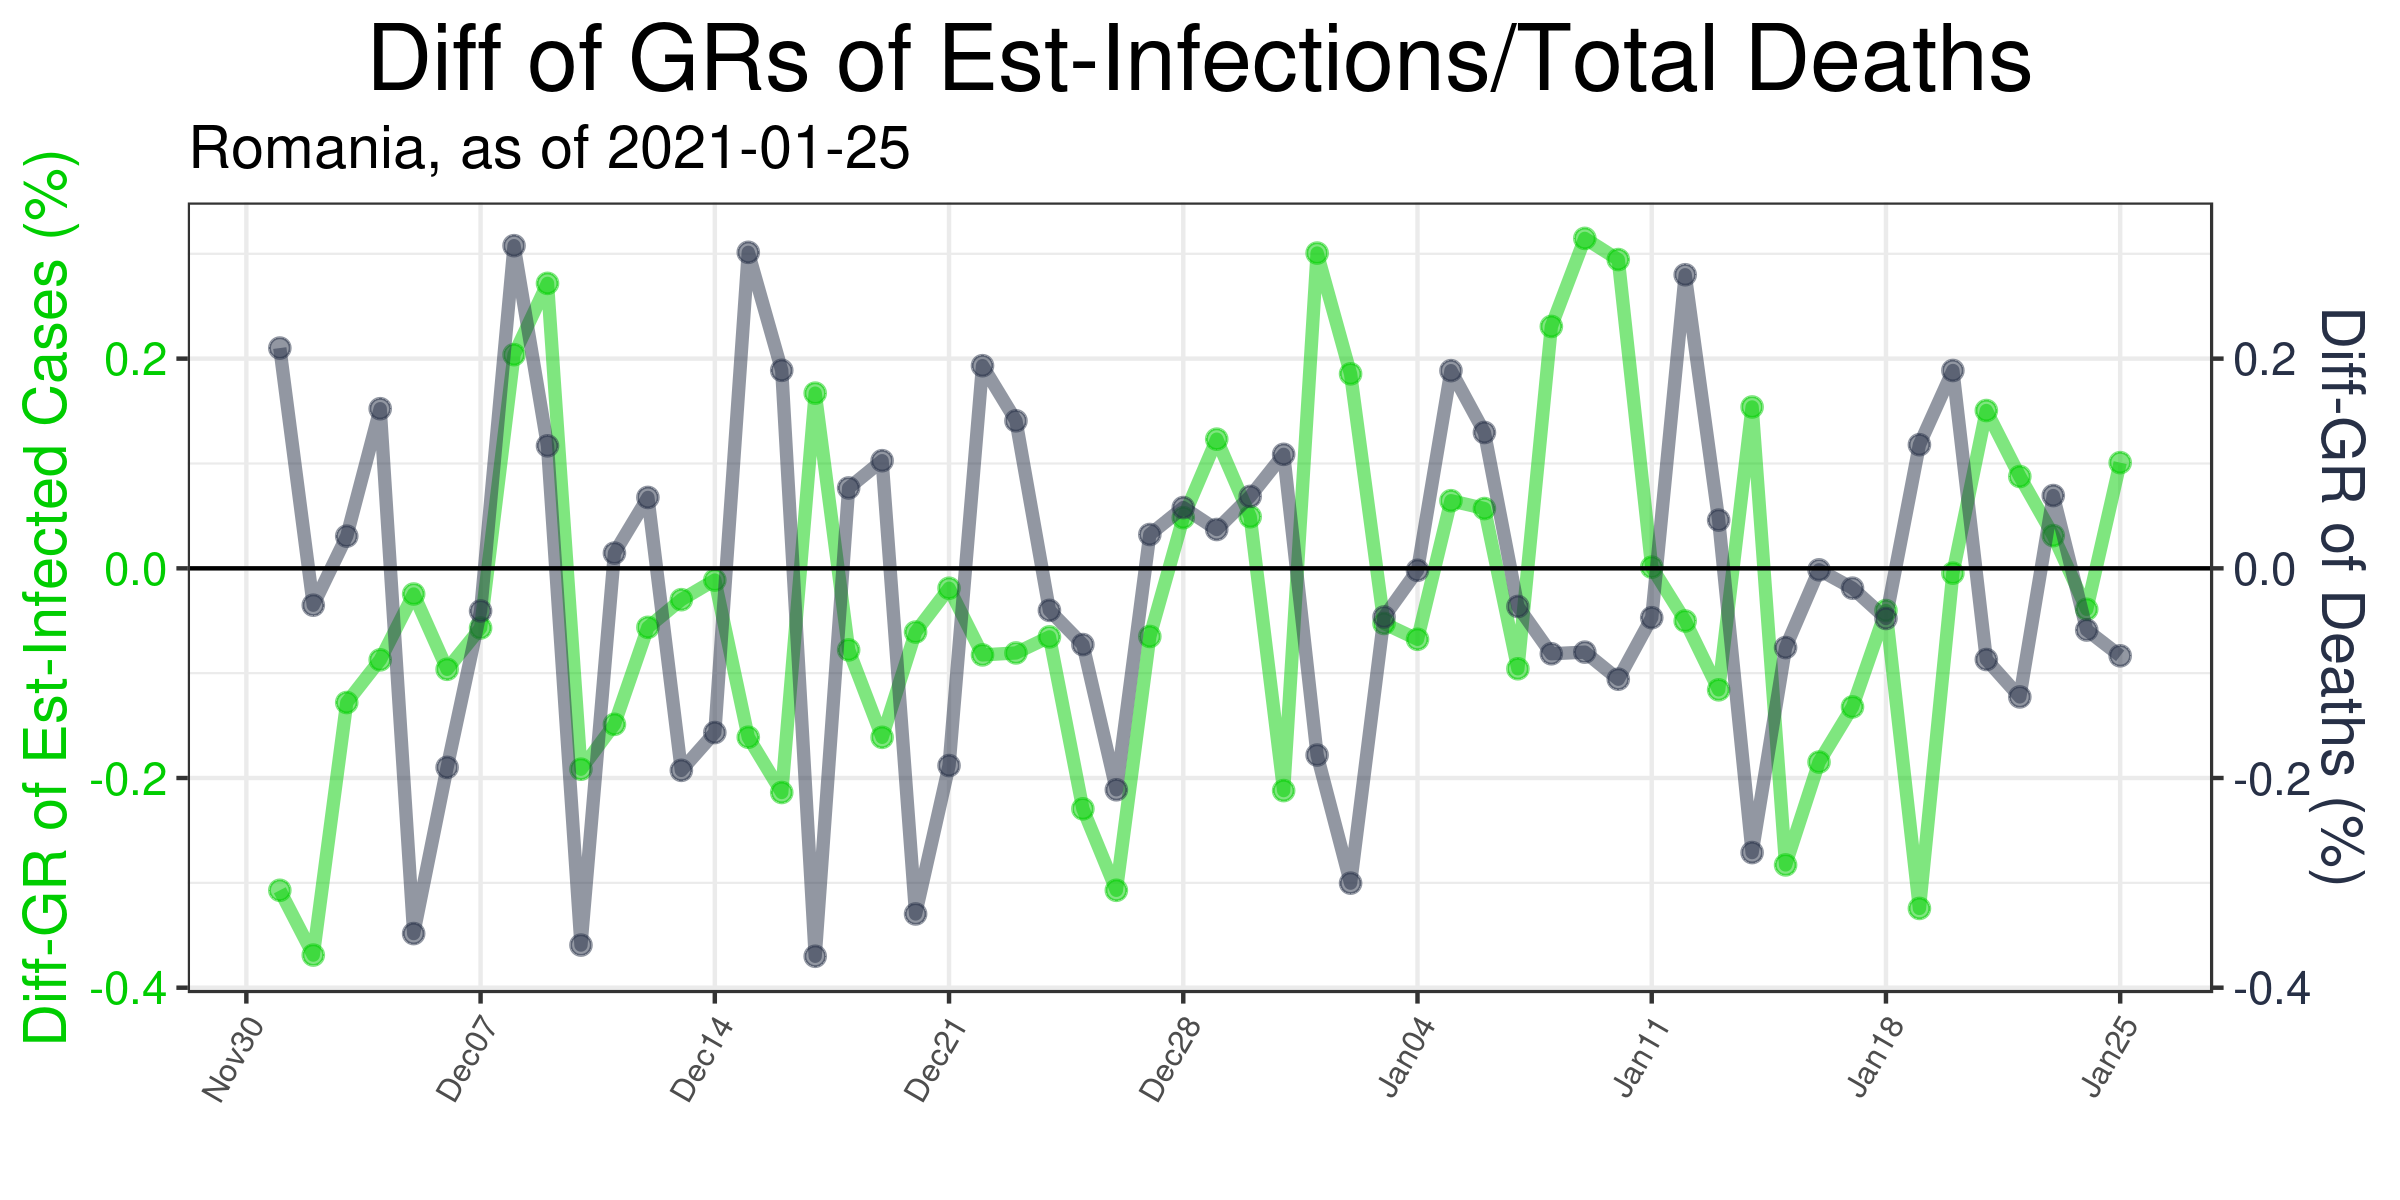 Diff of GRs of Est-Infections/Total Deaths
Romania, as of 2021-01-25
Diff-GR of Est-Infected Cases (%)
0.2
0.0
-0.2
-0.4
0.2
0.0
-0.2
-0.4
Diff-GR of Deaths (%)
Nov30
Dec07
Dec14
Dec21
Dec28
Jan04
Jan11
Jan18
Jan25